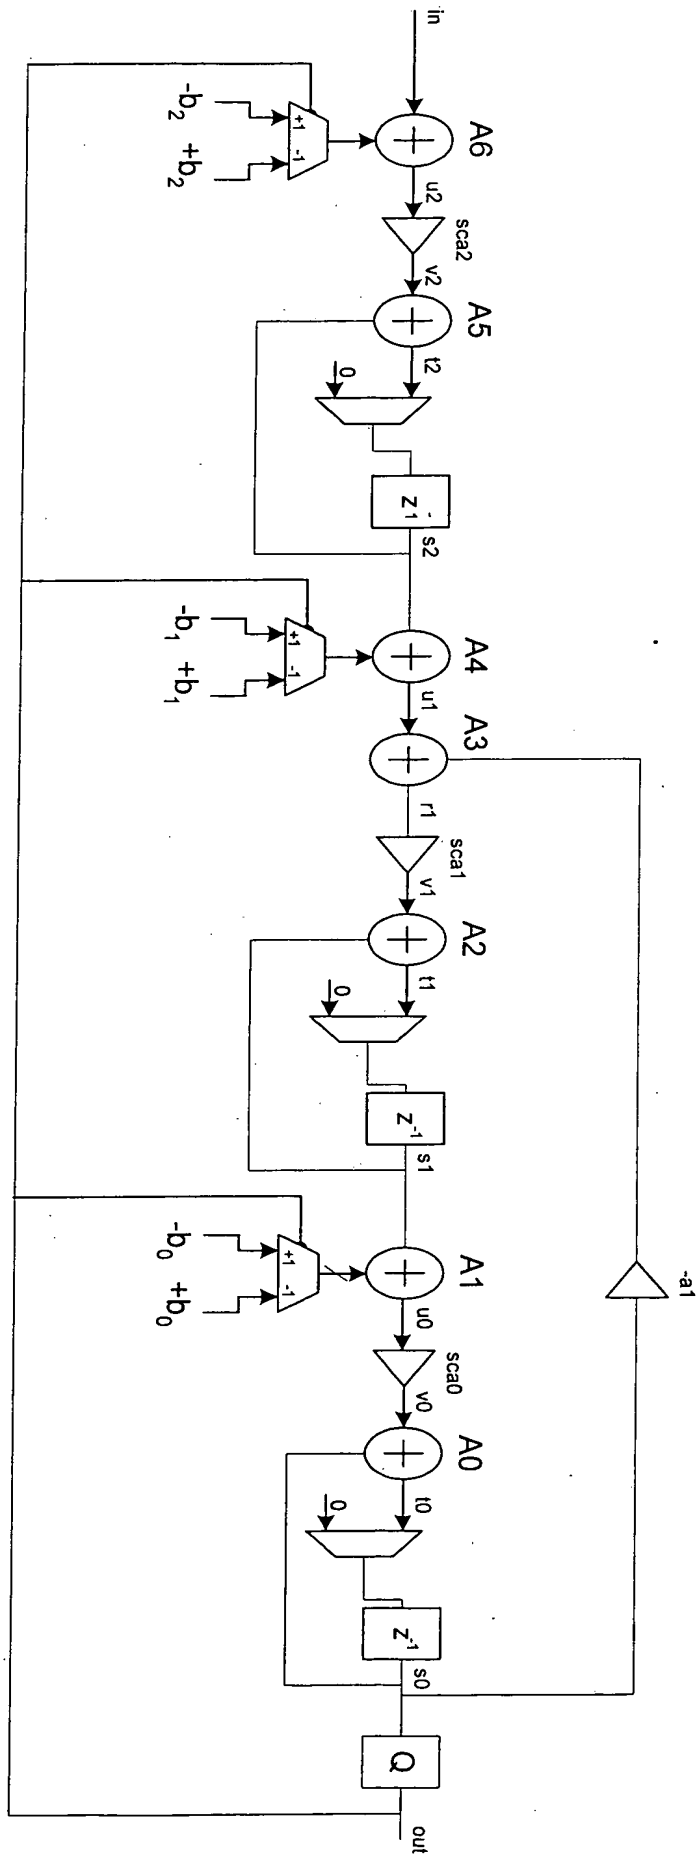 in
A6
u2
sca2
v2
A5
t2
0
z-1
s2
A4
u1
A3
r1
sca1
v1
A2
t1
0
z-1
s1
A1
u0
sca0
v0
A0
t0
0
z-1
s0
Q
out
-a1
+1 -1
-b2 +b2
+1 -1
-b1 +b1
+1 -1
-b0 +b0